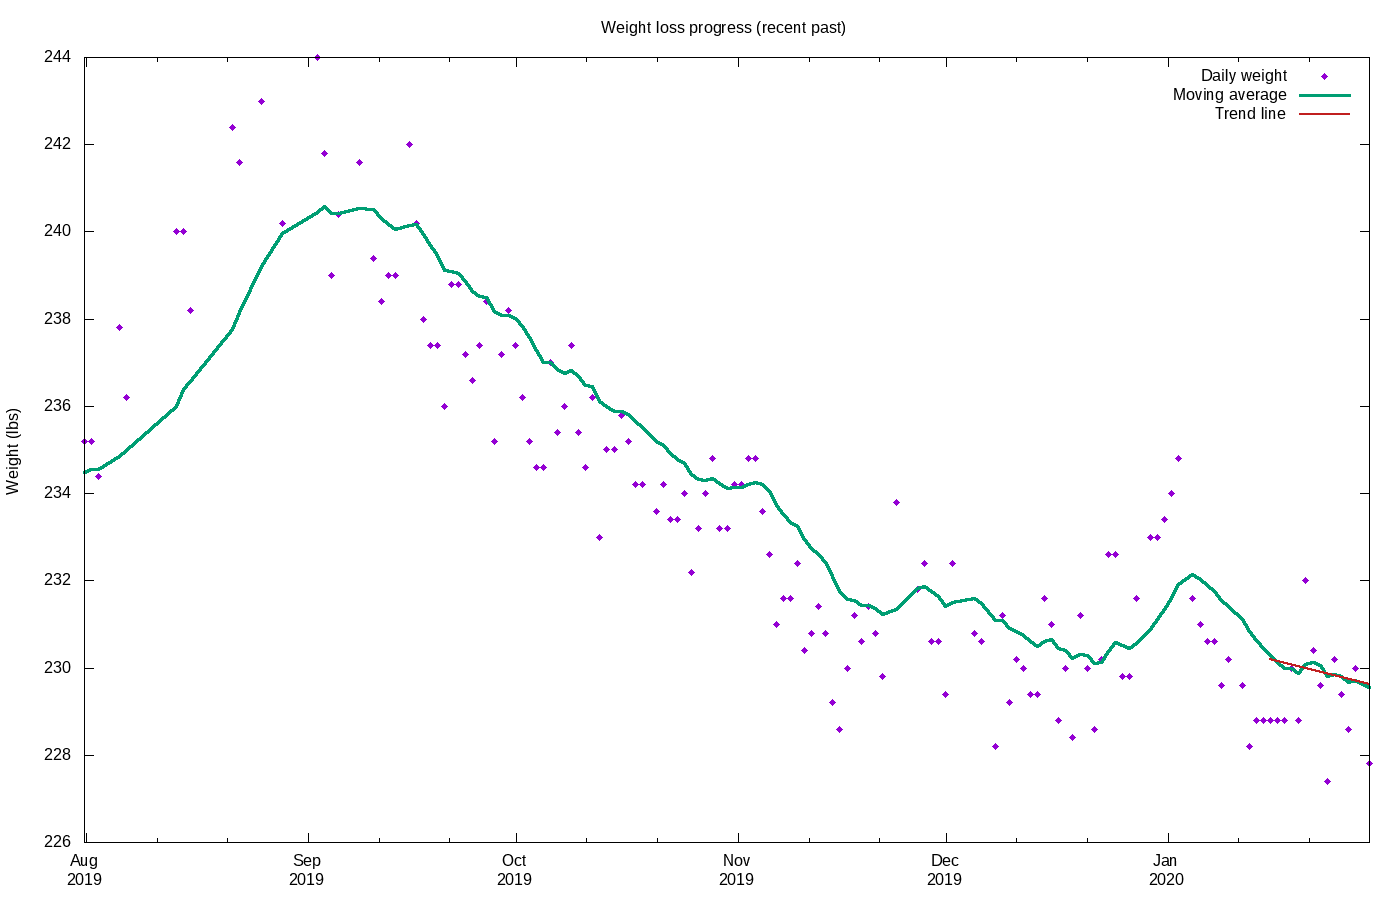 Weight loss progress (recent past)
244
242
240
238
236
234
232
230
228
226
Weight (lbs)
Daily weight
Moving average
Trend line
Aug
2019
Sep
2019
Oct
2019
Nov
2019
Dec
2019
Jan
2020